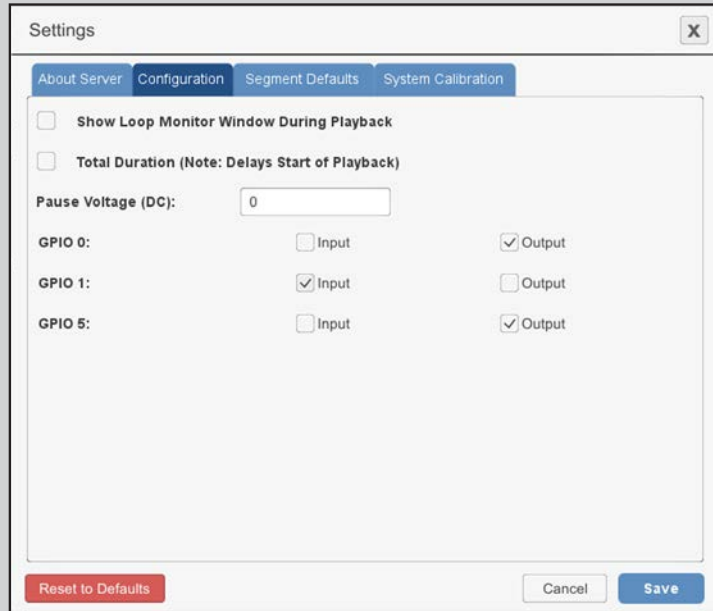 Settings X
About Server Configuration Segment Defaults System Calibration
Show Loop Monitor Window During Playback
Total Duration (Note: Delays Start of Playback)
Pause Voltage (DC): 0
GPIO 0: Input Output
GPIO 1: Input Output
GPIO 5: Input Output
Reset to Defaults Cancel Save